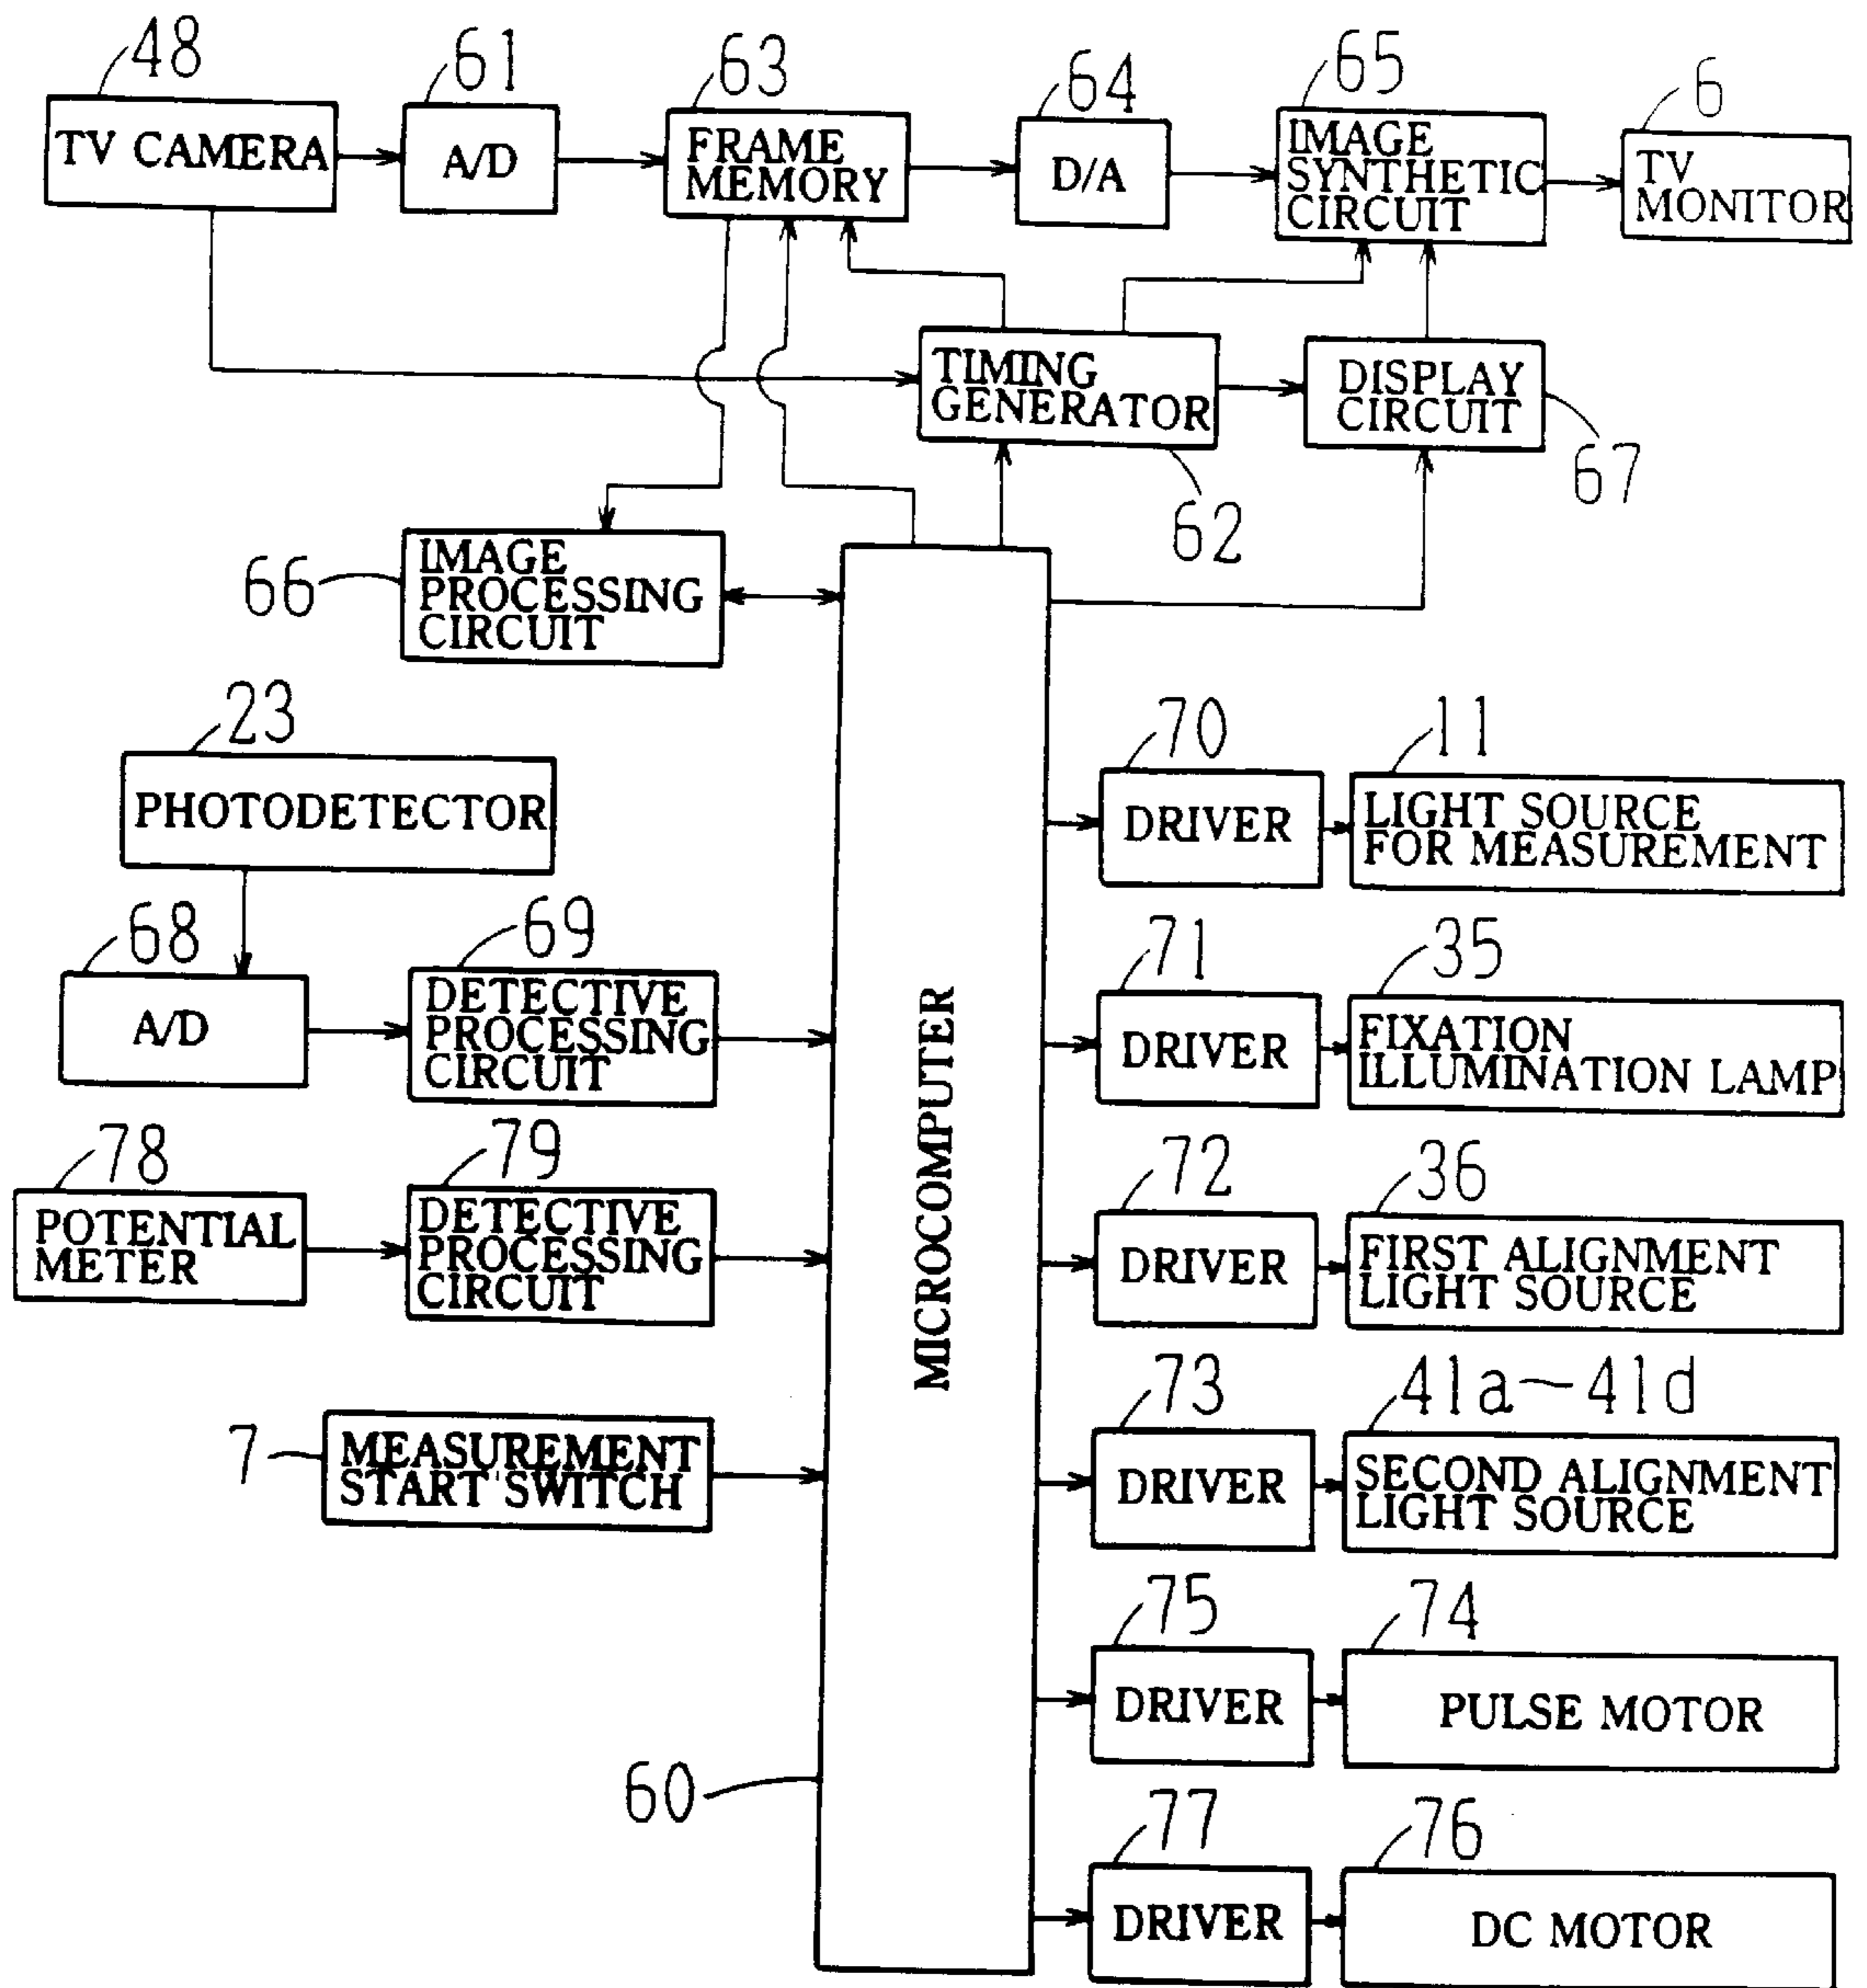 48
61
63
64
65
6
TV CAMERA
A/D
FRAME
MEMORY
D/A
IMAGE
SYNTHETIC
CIRCUIT
TV
MONITOR
TIMING
GENERATOR
62
DISPLAY
CIRCUIT
67
66
IMAGE
PROCESSING
CIRCUIT
23
PHOTODETECTOR
68
A/D
69
DETECTIVE
PROCESSING
CIRCUIT
78
POTENTIAL
METER
79
DETECTIVE
PROCESSING
CIRCUIT
7
MEASUREMENT
START SWITCH
MICROCOMPUTER
60
70
DRIVER
11
LIGHT SOURCE
FOR MEASUREMENT
71
DRIVER
35
FIXATION
ILLUMINATION LAMP
72
DRIVER
36
FIRST ALIGNMENT
LIGHT SOURCE
73
DRIVER
41a~41d
SECOND ALIGNMENT
LIGHT SOURCE
75
DRIVER
74
PULSE MOTOR
77
DRIVER
76
DC MOTOR